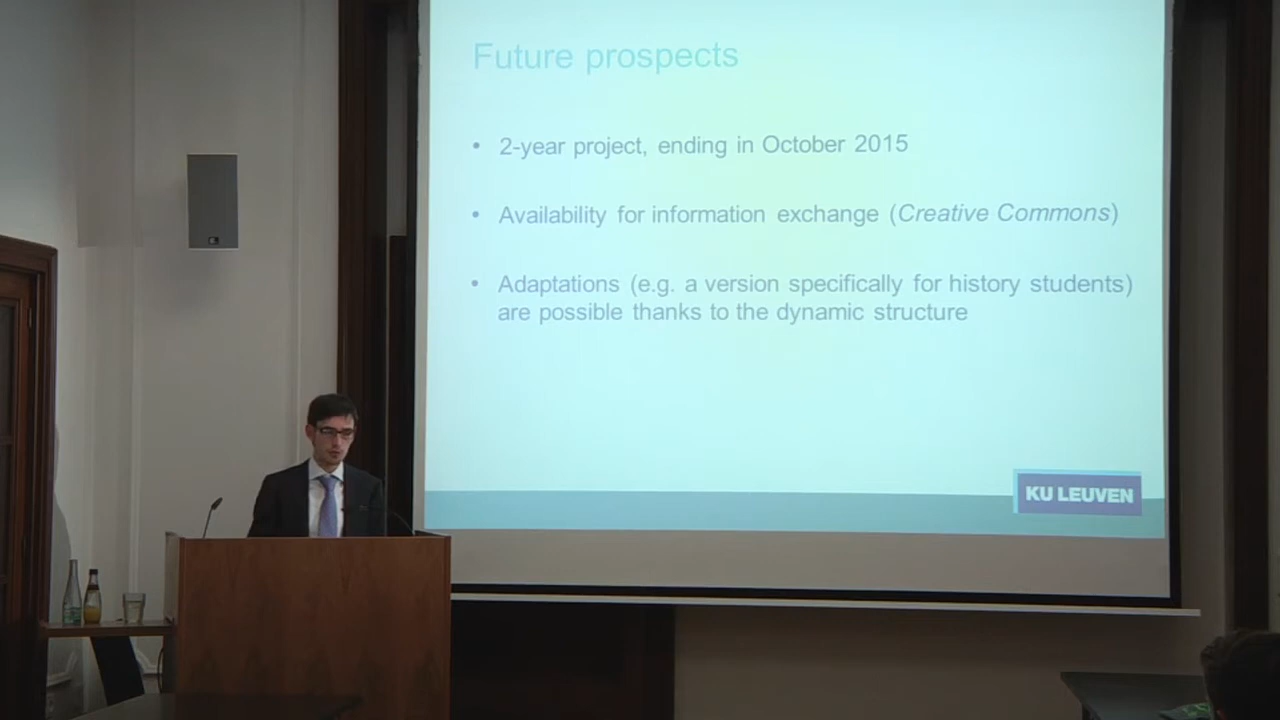 Future prospects
• 2-year project, ending in October 2015
• Availability for information exchange (Creative Commons)
• Adaptations (e.g. a version specifically for history students)
are possible thanks to the dynamic structure
KU LEUVEN